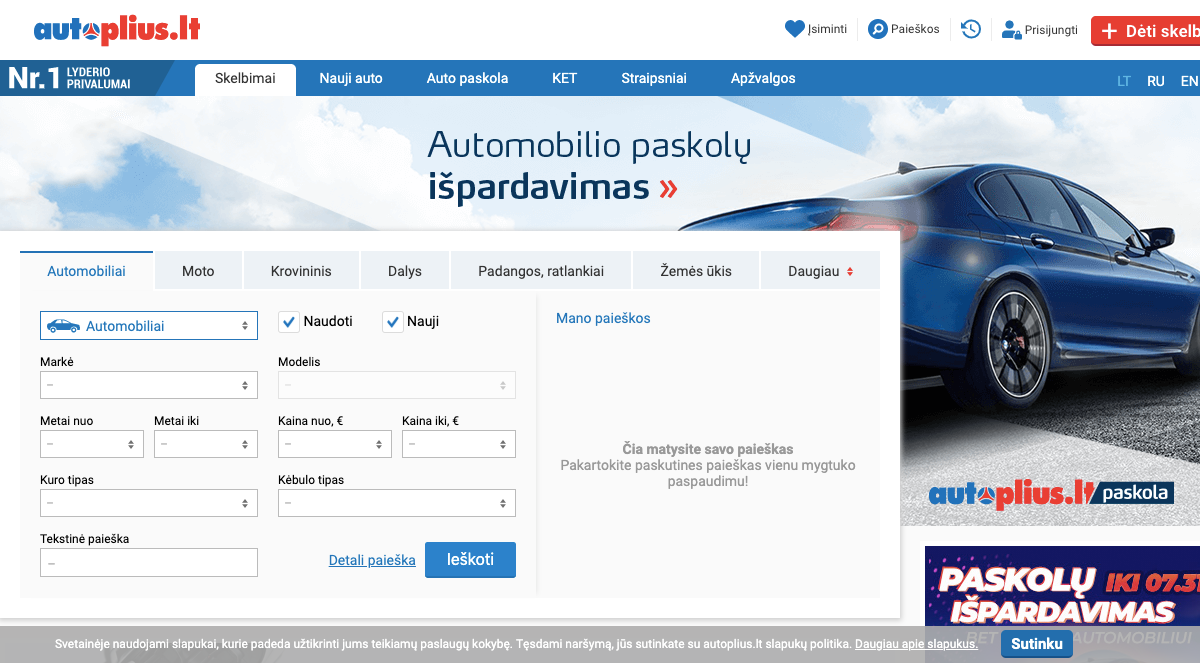 autoplius.lt
Įsiminti
Paieškos
Prisijungti
Dėti skelb
Nr.1 LYDERIO
PRIVALUMAI
Skelbimai
Nauji auto
Auto paskola
KET
Straipsniai
Apžvalgos
LT RU EN
Automobilio paskolų
išpardavimas »
Automobiliai
Moto
Krovininis
Dalys
Padangos, ratlankiai
Žemės ūkis
Daugiau
Automobiliai
Naudoti
Nauji
Mano paieškos
Markė
–
Modelis
–
Metai nuo
–
Metai iki
–
Kaina nuo, €
–
Kaina iki, €
–
Čia matysite savo paieškas
Pakartokite paskutines paieškas vienu mygtuko
paspaudimu!
Kuro tipas
–
Kėbulo tipas
–
Tekstinė paieška
–
Detali paieška
Ieškoti
autoplius.lt paskola
PASKOLŲ IKI 07.31
IŠPARDAVIMAS
BET AUTOMOBILIUI
Svetainėje naudojami slapukai, kurie padeda užtikrinti jums teikiamų paslaugų kokybę. Tęsdami naršymą, jūs sutinkate su autoplius.lt slapukų politika. Daugiau apie slapukus.
Sutinku